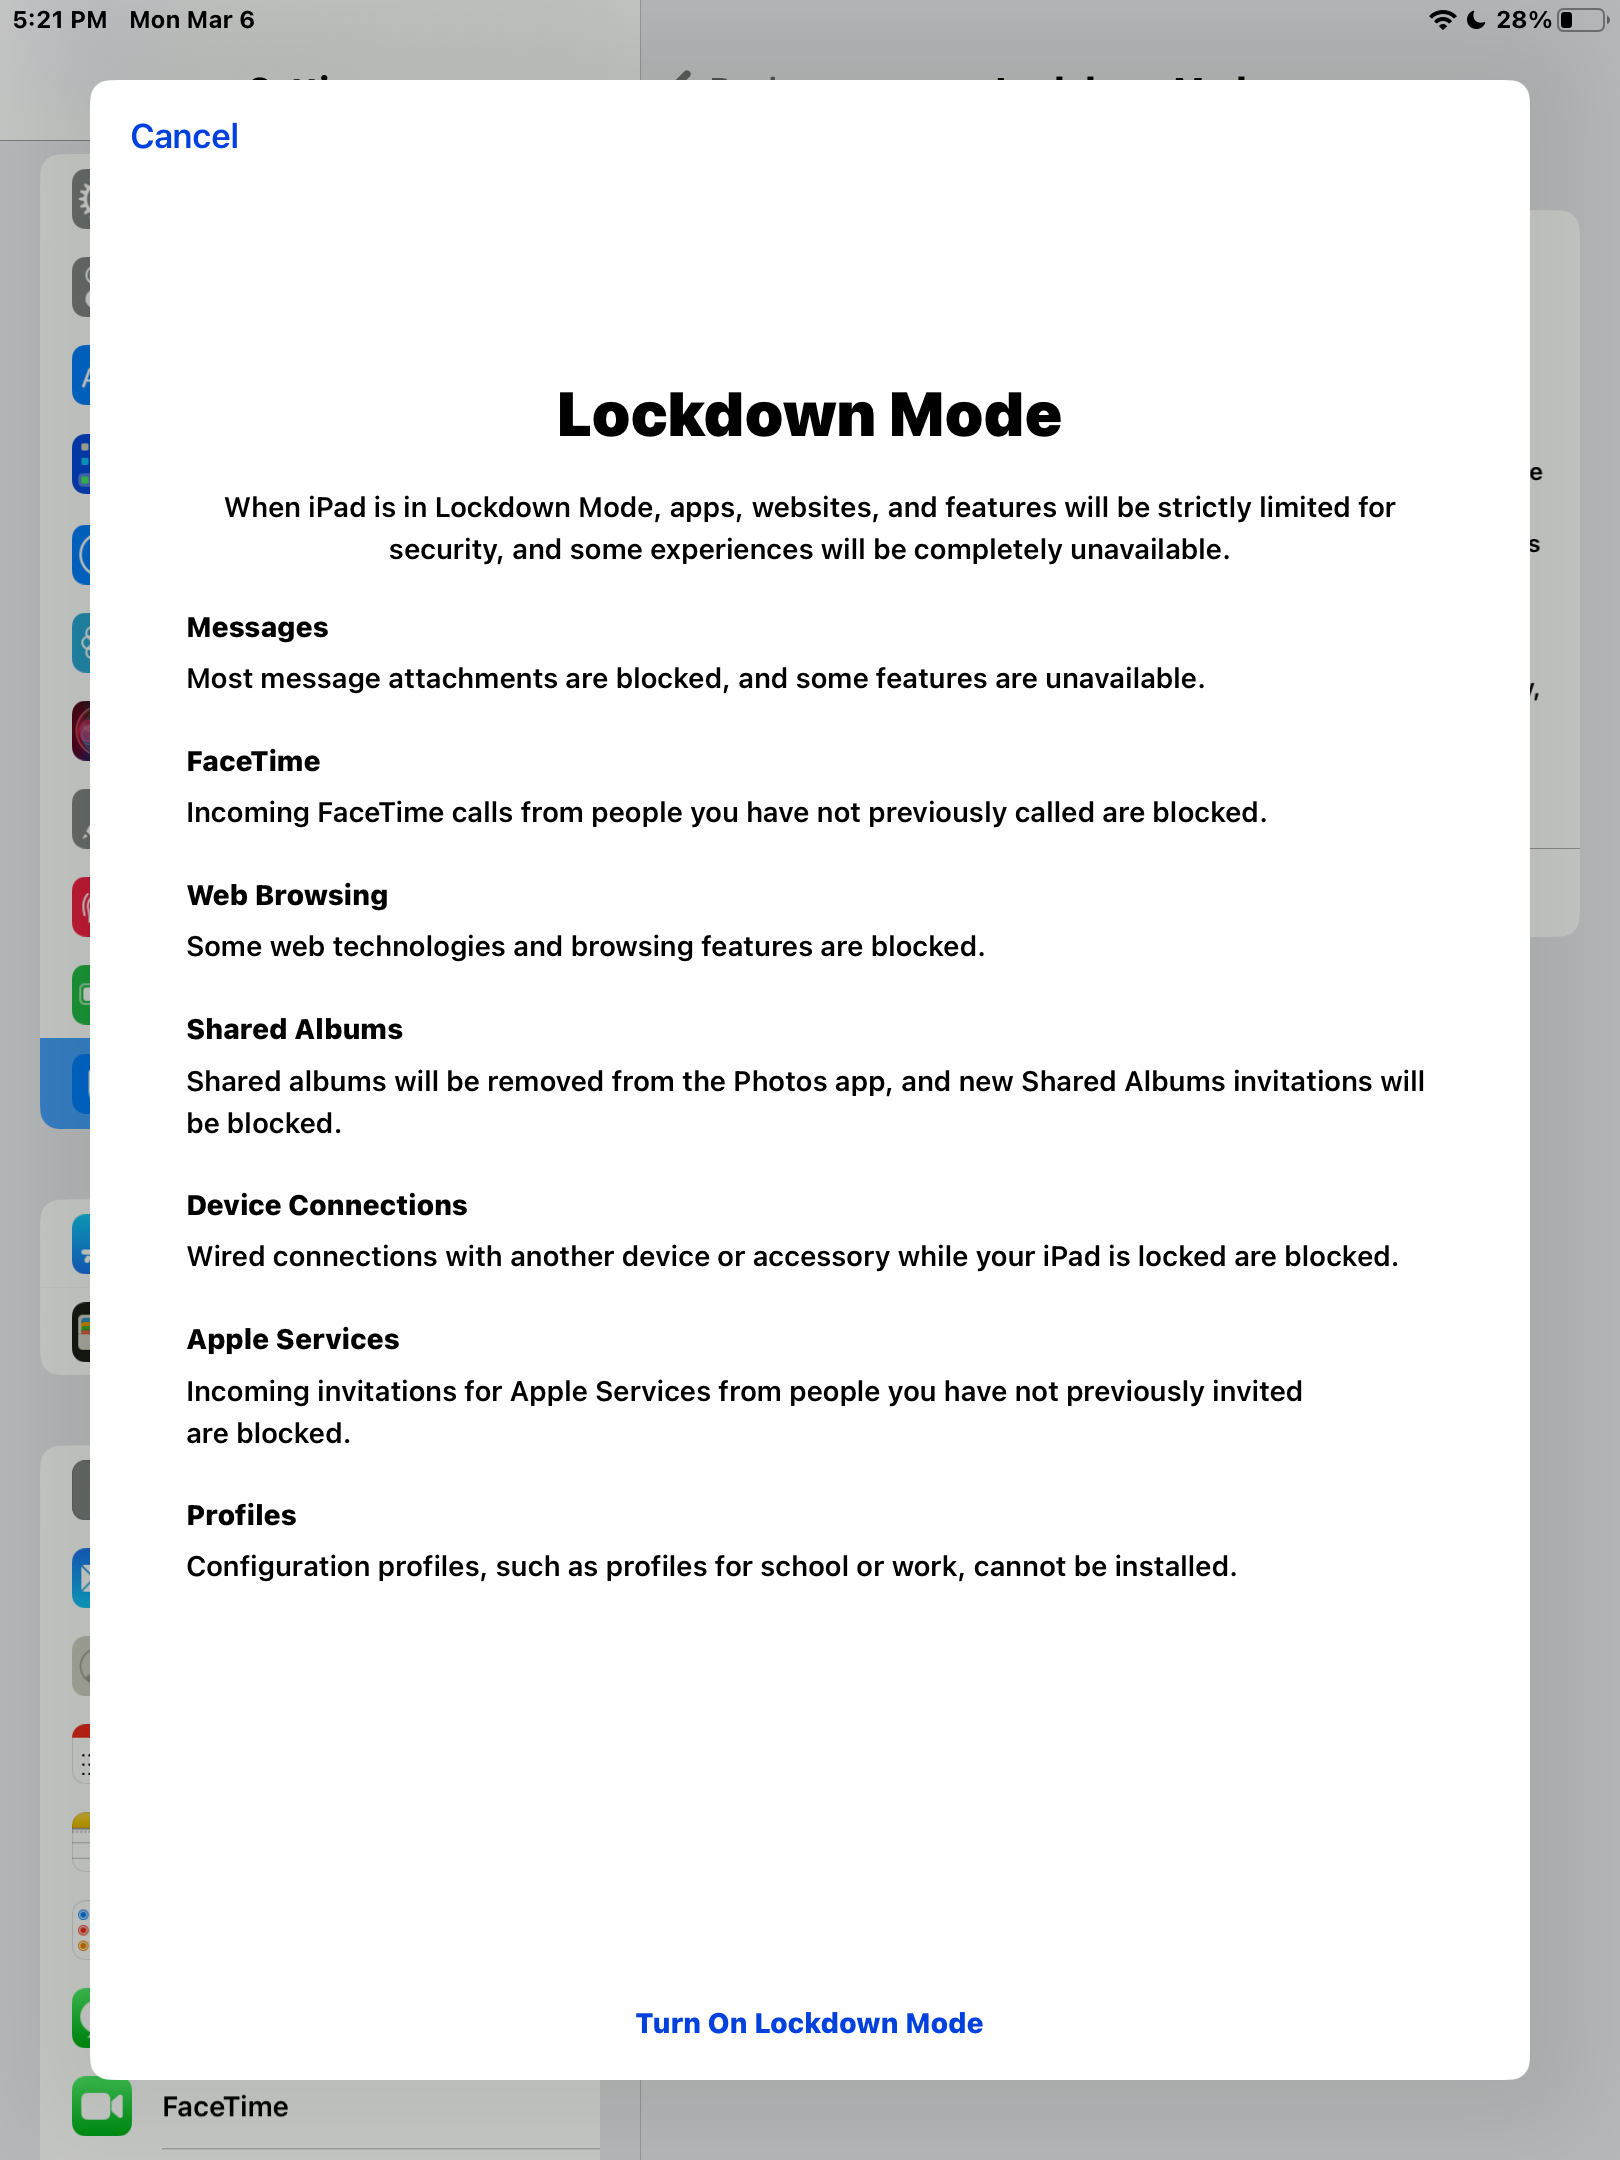 5:21 PM Mon Mar 6
28%
Cancel
Lockdown Mode
When iPad is in Lockdown Mode, apps, websites, and features will be strictly limited for
security, and some experiences will be completely unavailable.
Messages
Most message attachments are blocked, and some features are unavailable.
FaceTime
Incoming FaceTime calls from people you have not previously called are blocked.
Web Browsing
Some web technologies and browsing features are blocked.
Shared Albums
Shared albums will be removed from the Photos app, and new Shared Albums invitations will
be blocked.
Device Connections
Wired connections with another device or accessory while your iPad is locked are blocked.
Apple Services
Incoming invitations for Apple Services from people you have not previously invited
are blocked.
Profiles
Configuration profiles, such as profiles for school or work, cannot be installed.
Turn On Lockdown Mode
FaceTime